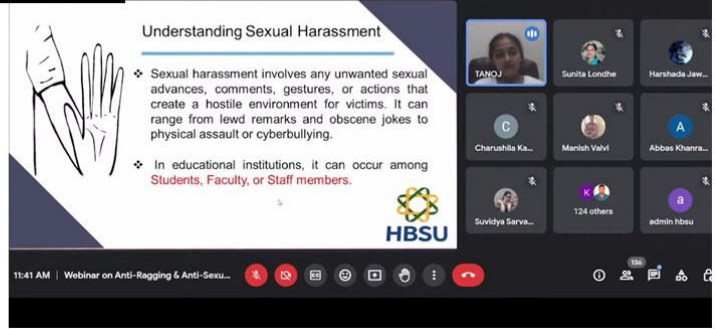 Understanding Sexual Harassment
❖ Sexual harassment involves any unwanted sexual
advances, comments, gestures, or actions that
create a hostile environment for victims. It can
range from lewd remarks and obscene jokes to
physical assault or cyberbullying.
❖ In educational institutions, it can occur among
Students, Faculty, or Staff members.
HBSU
TANOJ
Sunita Londhe
Harshada Jaw...
C
Charushila Ka...
Manish Valvi
A
Abbas Khanra...
Suvidya Sarva...
K
124 others
a
admin hbsu
11:41 AM | Webinar on Anti-Ragging & Anti-Sexu...
136